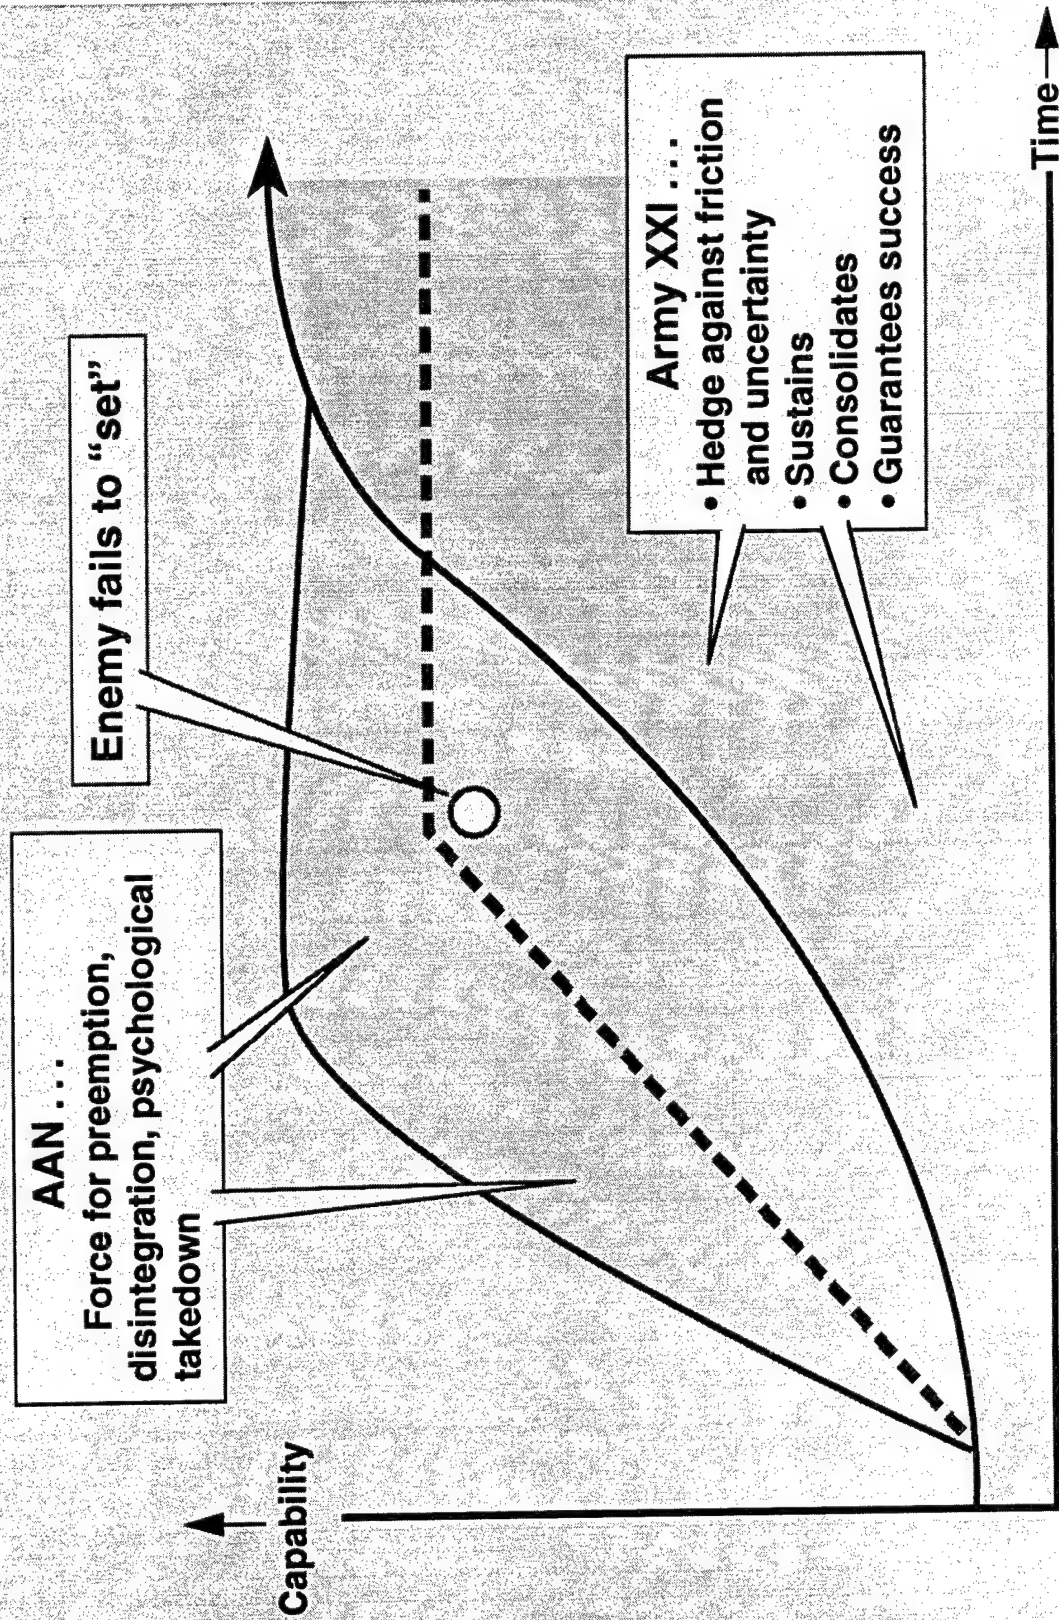 AAN . . .
Force for preemption,
disintegration, psychological
takedown
Enemy fails to “set”
Capability
Army XXI . . .
• Hedge against friction
and uncertainty
• Sustains
• Consolidates
• Guarantees success
Time